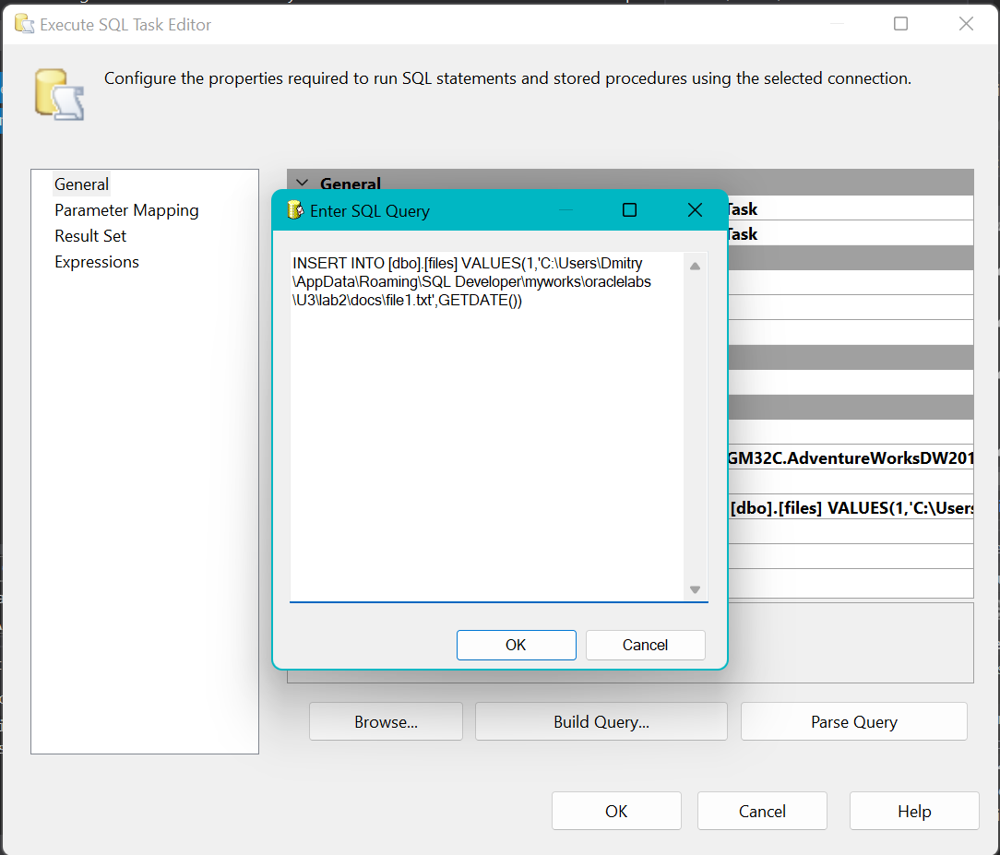 Execute SQL Task Editor
Configure the properties required to run SQL statements and stored procedures using the selected connection.
General
Parameter Mapping
Result Set
Expressions
General
Task
Task
GM32C.AdventureWorksDW201
[dbo].[files] VALUES(1,'C:\Users
Enter SQL Query
INSERT INTO [dbo].[files] VALUES(1,'C:\Users\Dmitry
\AppData\Roaming\SQL Developer\myworks\oraclelabs
\U3\lab2\docs\file1.txt',GETDATE())
OK
Cancel
Browse...
Build Query...
Parse Query
OK
Cancel
Help